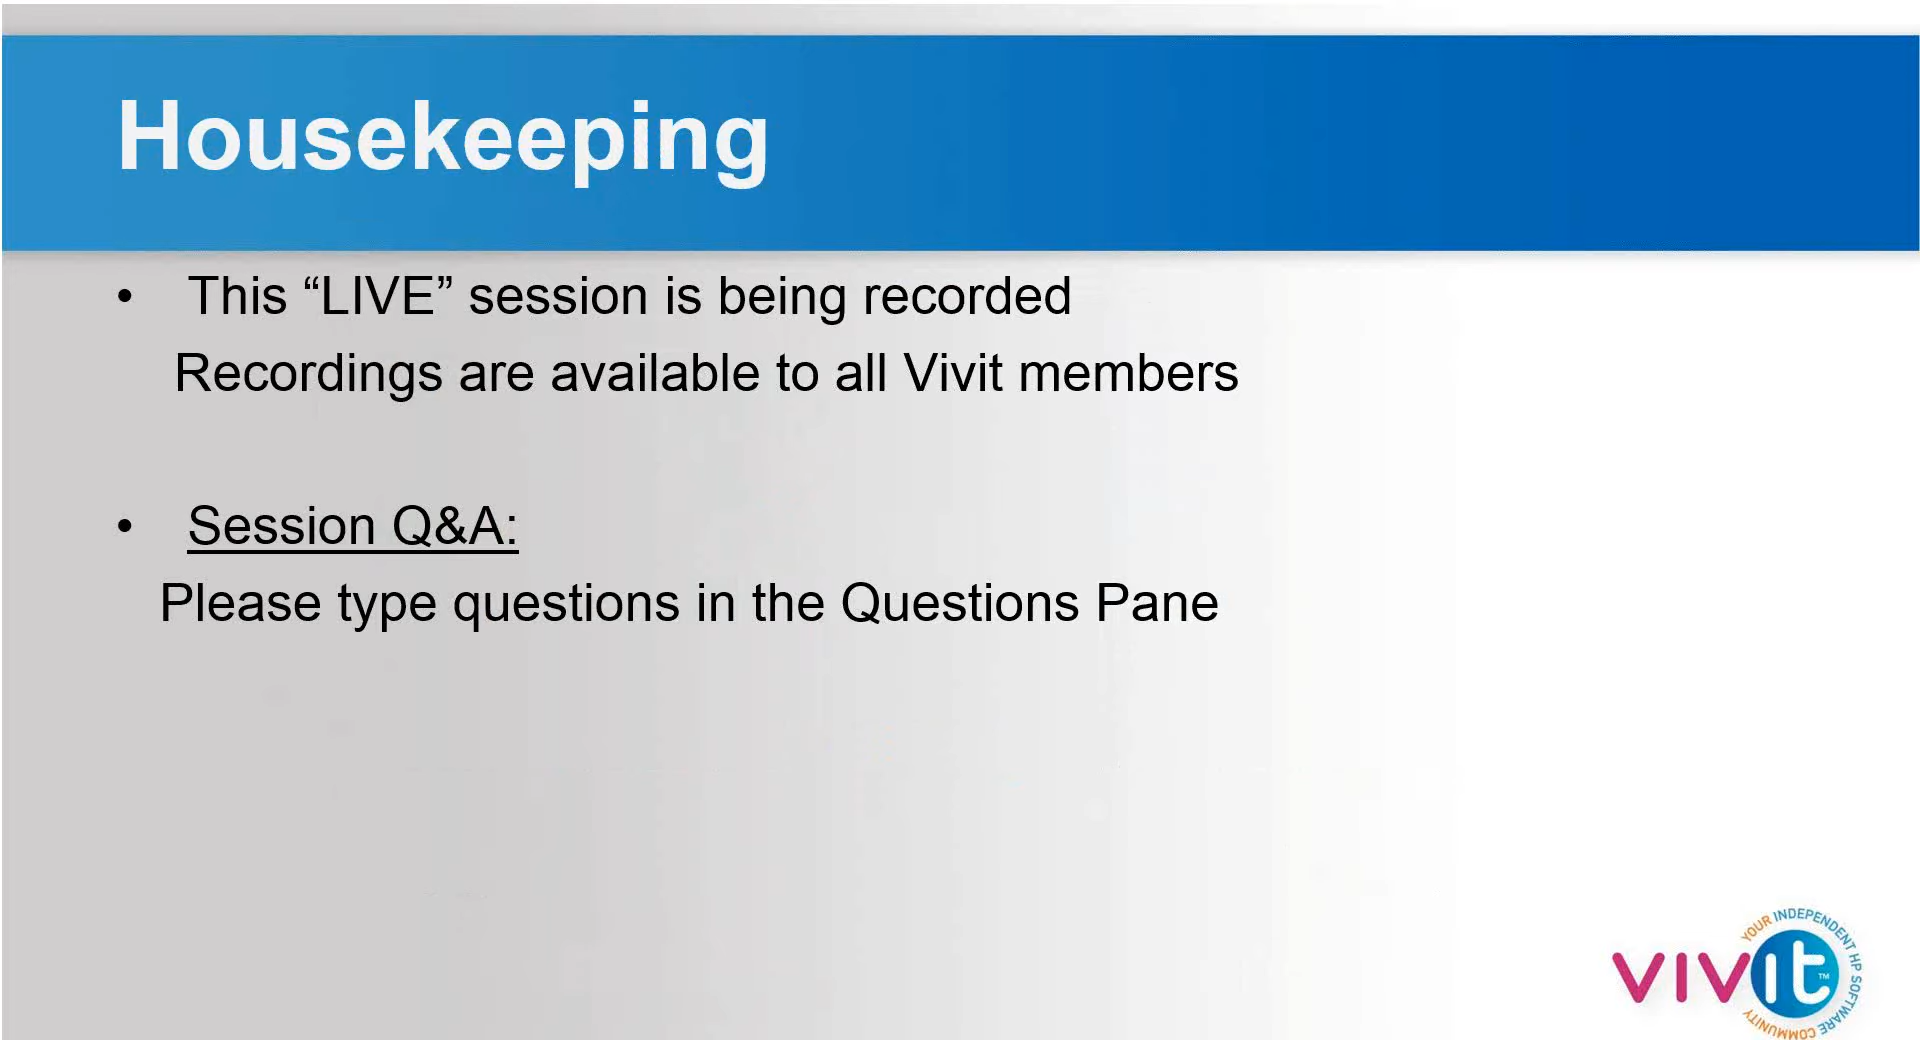 Housekeeping
• This “LIVE” session is being recorded
Recordings are available to all Vivit members
• Session Q&A:
Please type questions in the Questions Pane
VIVIT™
YOUR INDEPENDENT HP SOFTWARE COMMUNITY